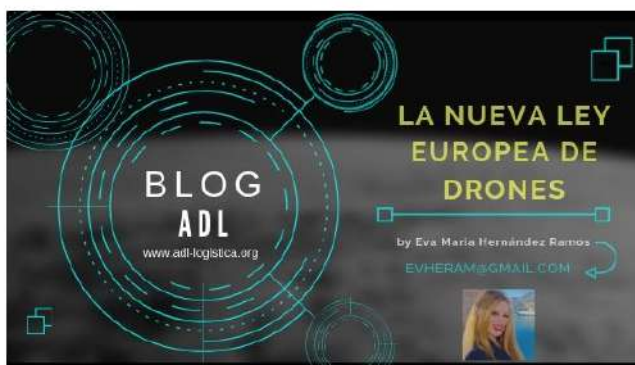 BLOG
ADL
www.adl-logistica.org
LA NUEVA LEY
EUROPEA DE
DRONES
by Eva María Hernández Ramos
EVHERAM@GMAIL.COM